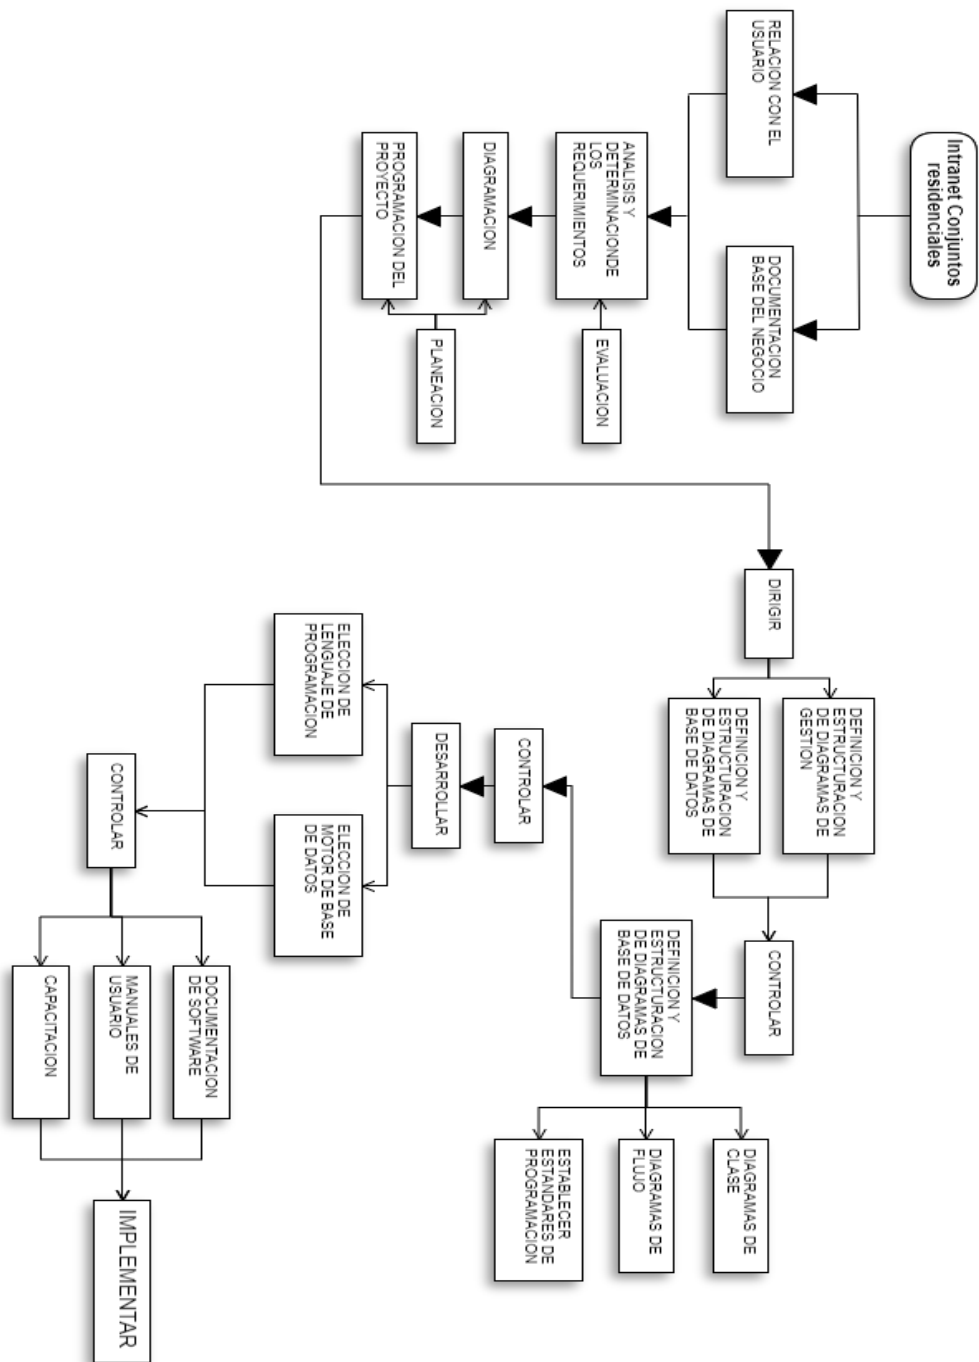 Intranet Conjuntos
residenciales
RELACION CON EL
USUARIO
DOCUMENTACION
BASE DEL NEGOCIO
ANALISIS Y
DETERMINACIONDE
LOS
REQUERIMIENTOS
EVALUACION
DIAGRAMACION
PROGRAMACION DEL
PROYECTO
PLANEACION
DIRIGIR
DEFINICION Y
ESTRUCTURACION
DE DIAGRAMAS DE
GESTION
DEFINICION Y
ESTRUCTURACION
DE DIAGRAMAS DE
BASE DE DATOS
CONTROLAR
DEFINICION Y
ESTRUCTURACION
DE DIAGRAMAS DE
BASE DE DATOS
DIAGRAMAS DE
CLASE
DIAGRAMAS DE
FLUJO
ESTABLECER
ESTANDARES DE
PROGRAMACION
CONTROLAR
DESARROLLAR
ELECCION DE
LENGUAJE DE
PROGRAMACION
ELECCION DE
MOTOR DE BASE
DE DATOS
CONTROLAR
DOCUMENTACION
DE SOFTWARE
MANUALES DE
USUARIO
CAPACITACION
IMPLEMENTAR